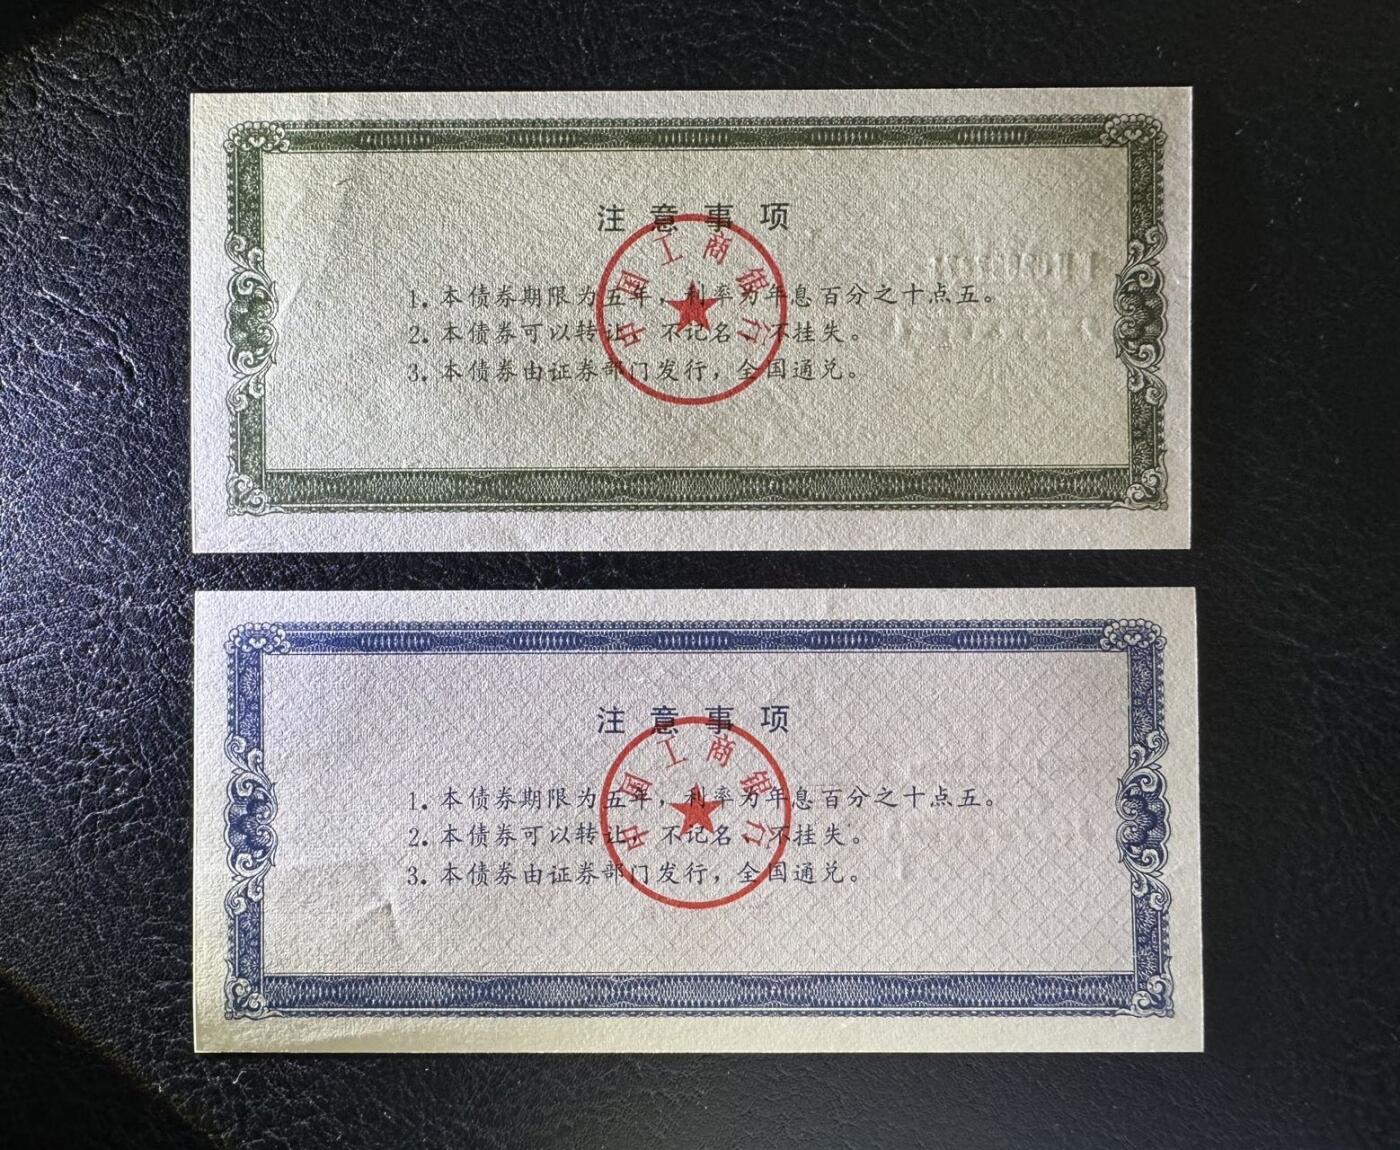 注意事项
1. 本债券期限为五年，利率为年息百分之十点五。
2. 本债券可以转让，不记名，不挂失。
3. 本债券由证券部门发行，全国通兑。
中国工商银行
注意事项
1. 本债券期限为五年，利率为年息百分之十点五。
2. 本债券可以转让，不记名，不挂失。
3. 本债券由证券部门发行，全国通兑。
中国工商银行